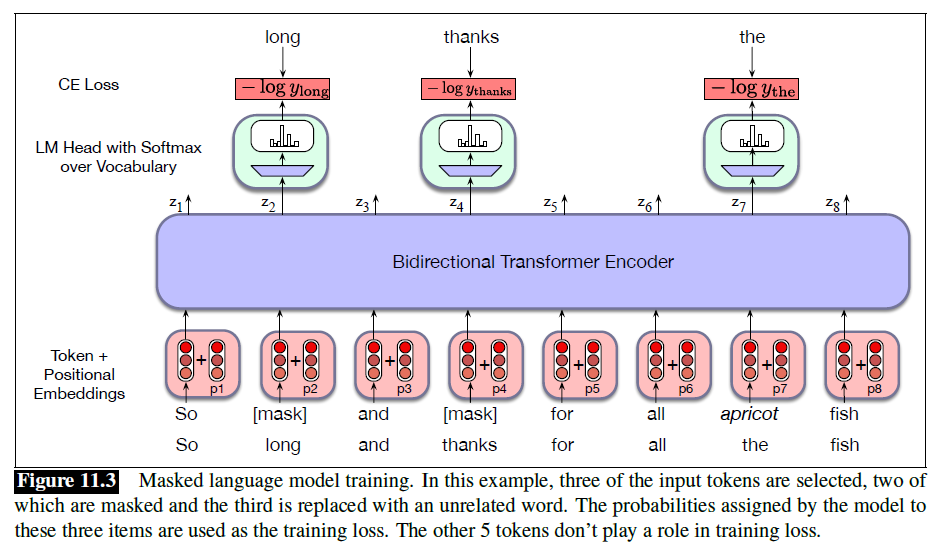 long thanks the
CE Loss − log ylong − log ythanks − log ythe
LM Head with Softmax
over Vocabulary
z1 z2 z3 z4 z5 z6 z7 z8
Bidirectional Transformer Encoder
Token +
Positional
Embeddings
+ + + + + + + +
p1 p2 p3 p4 p5 p6 p7 p8
So [mask] and [mask] for all apricot fish
So long and thanks for all the fish
Figure 11.3 Masked language model training. In this example, three of the input tokens are selected, two of
which are masked and the third is replaced with an unrelated word. The probabilities assigned by the model to
these three items are used as the training loss. The other 5 tokens don’t play a role in training loss.